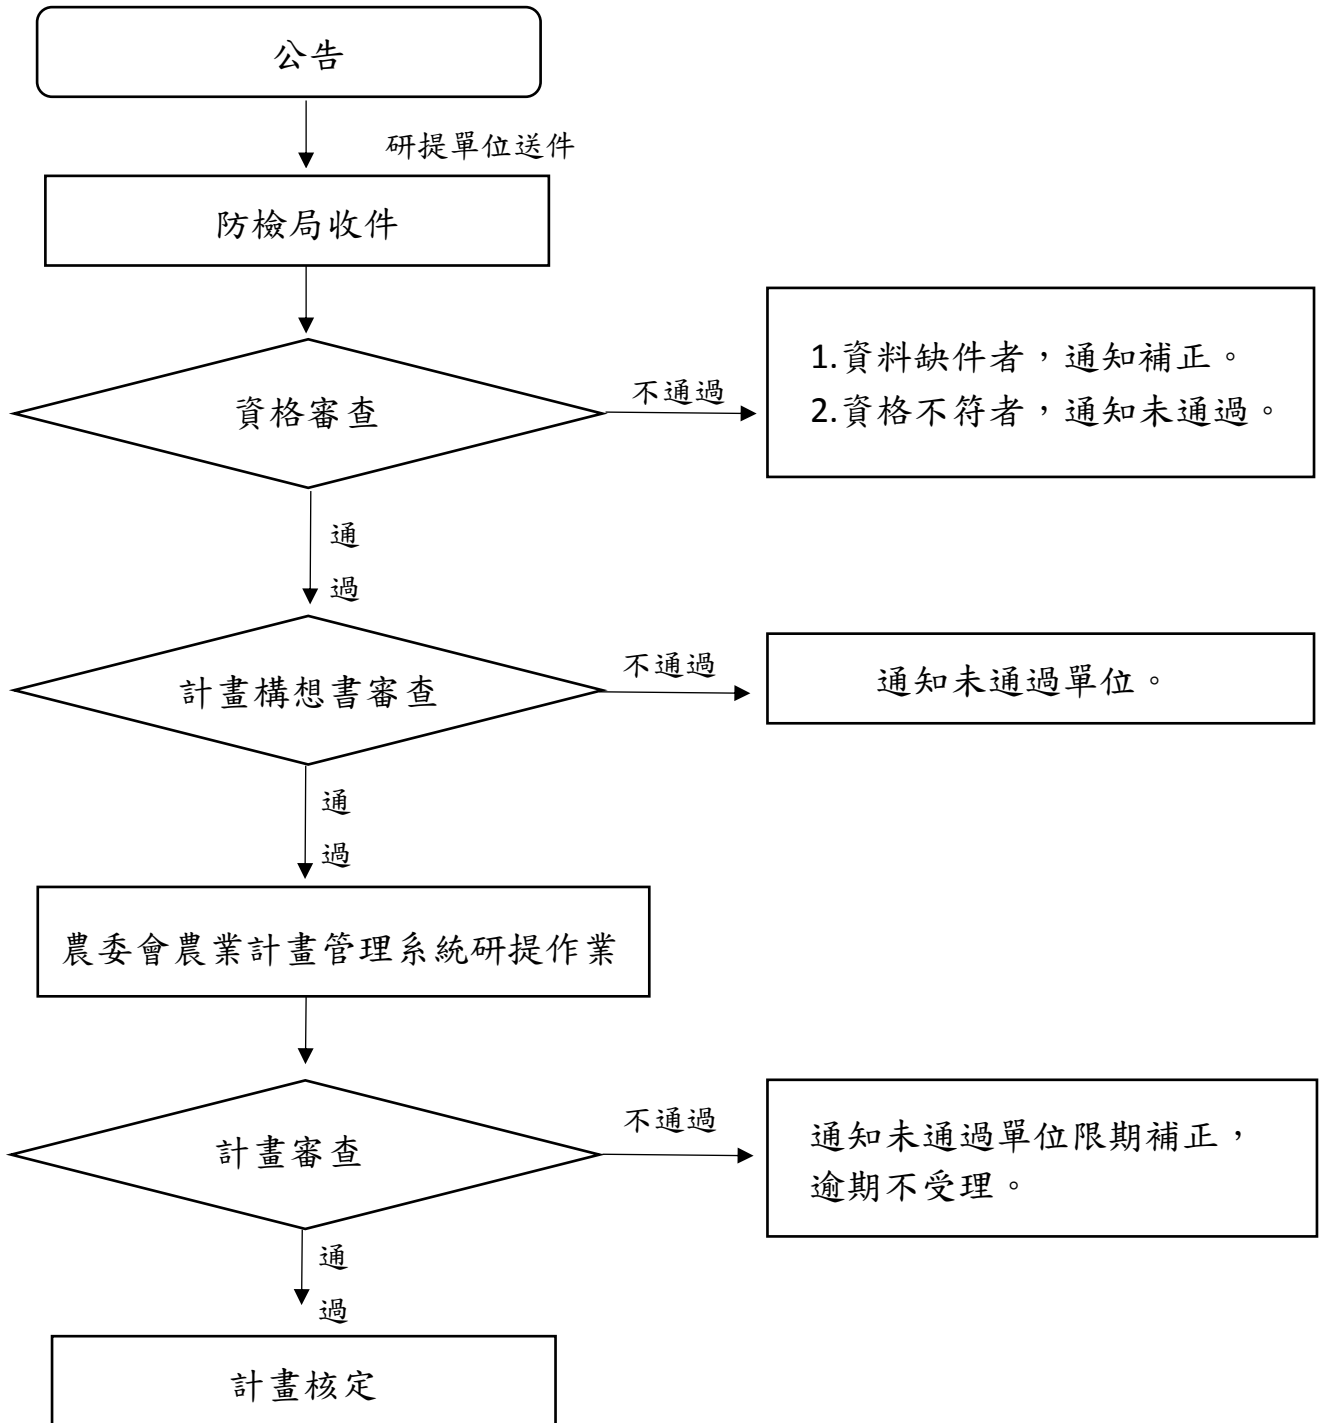 公告
研提單位送件
防檢局收件
資格審查
不通過
1.資料缺件者，通知補正。
2.資格不符者，通知未通過。
通
過
計畫構想書審查
不通過
通知未通過單位。
通
過
農委會農業計畫管理系統研提作業
計畫審查
不通過
通知未通過單位限期補正，
逾期不受理。
通
過
計畫核定